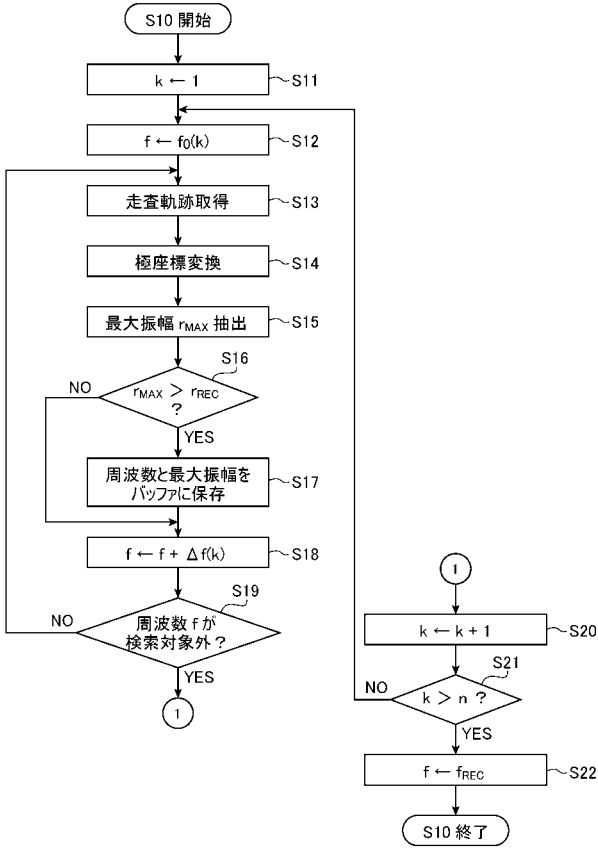 S10 開始
k ← 1
S11
f ← f₀(k)
S12
走査軌跡取得
S13
極座標変換
S14
最大振幅 rMAX 抽出
S15
S16
rMAX > rREC
?
NO
YES
周波数と最大振幅を
バッファに保存
S17
f ← f + Δf(k)
S18
S19
周波数 f が
検索対象外？
NO
YES
1
1
k ← k + 1
S20
S21
k > n ?
NO
YES
f ← fREC
S22
S10 終了